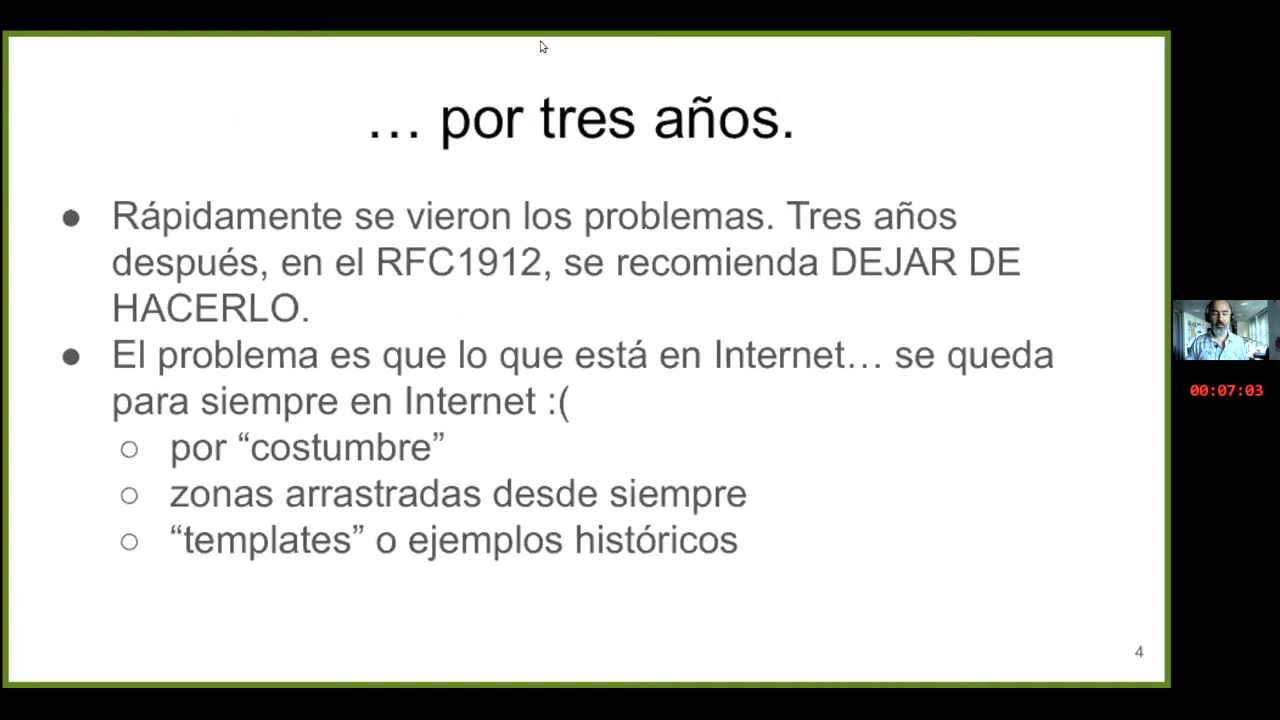 … por tres años.
● Rápidamente se vieron los problemas. Tres años
después, en el RFC1912, se recomienda DEJAR DE
HACERLO.
● El problema es que lo que está en Internet… se queda
para siempre en Internet :(
○ por “costumbre”
○ zonas arrastradas desde siempre
○ “templates” o ejemplos históricos
4
00:07:03